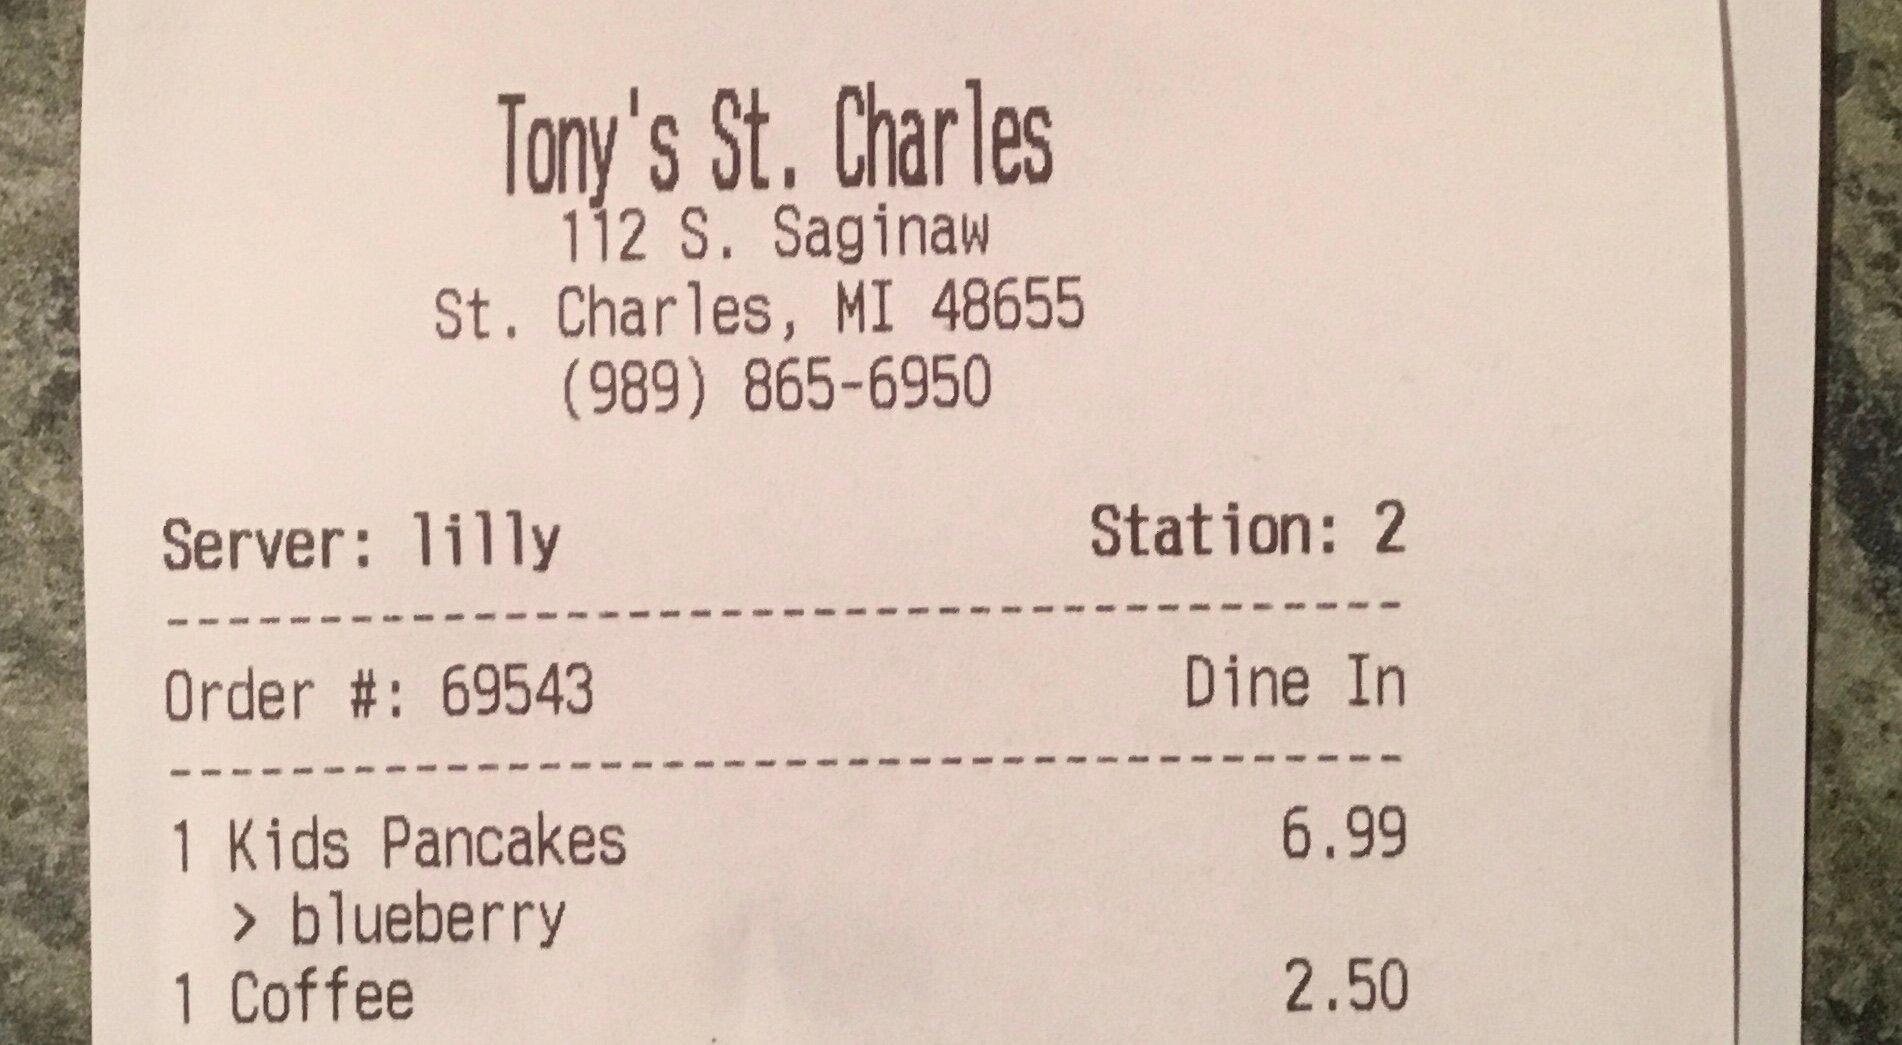 Tony's St. Charles
112 S. Saginaw
St. Charles, MI 48655
(989) 865-6950
Server: lilly Station: 2
----------------------------------------
Order #: 69543 Dine In
----------------------------------------
1 Kids Pancakes 6.99
> blueberry
1 Coffee 2.50